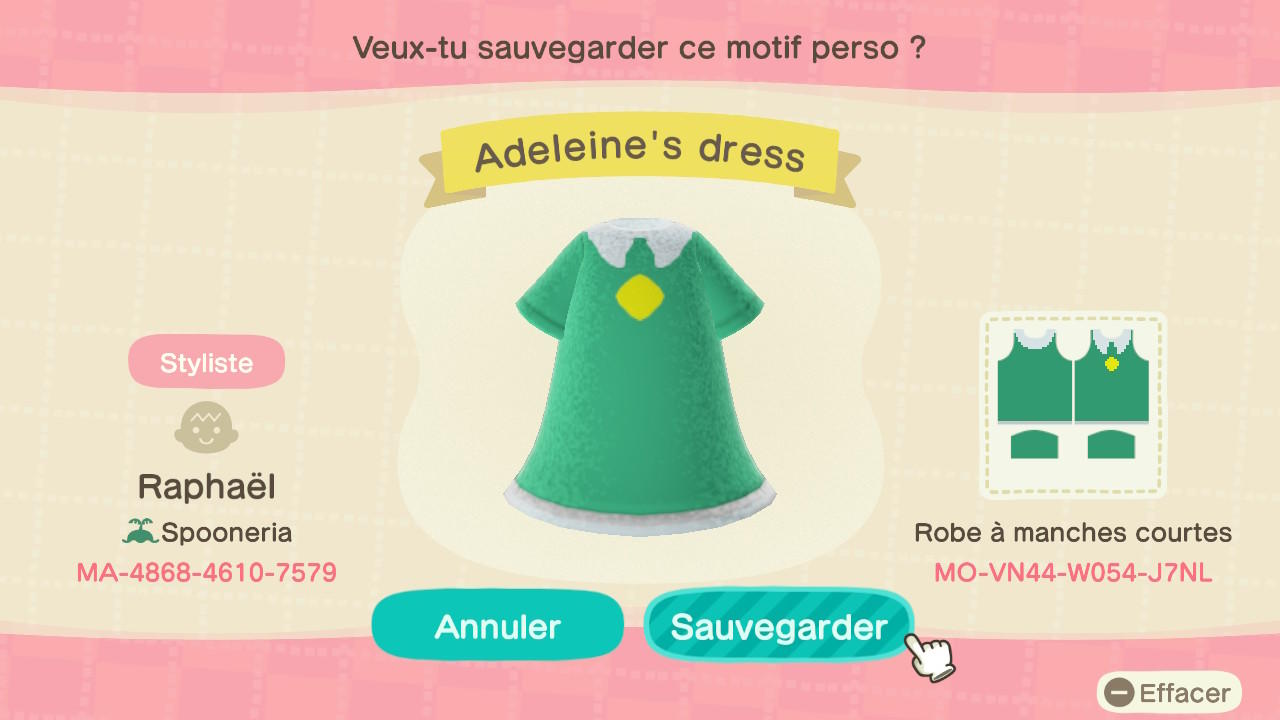 Veux-tu sauvegarder ce motif perso ?
Adeleine's dress
Styliste
Raphaël
Spooneria
MA-4868-4610-7579
Robe à manches courtes
MO-VN44-W054-J7NL
Annuler
Sauvegarder
Effacer